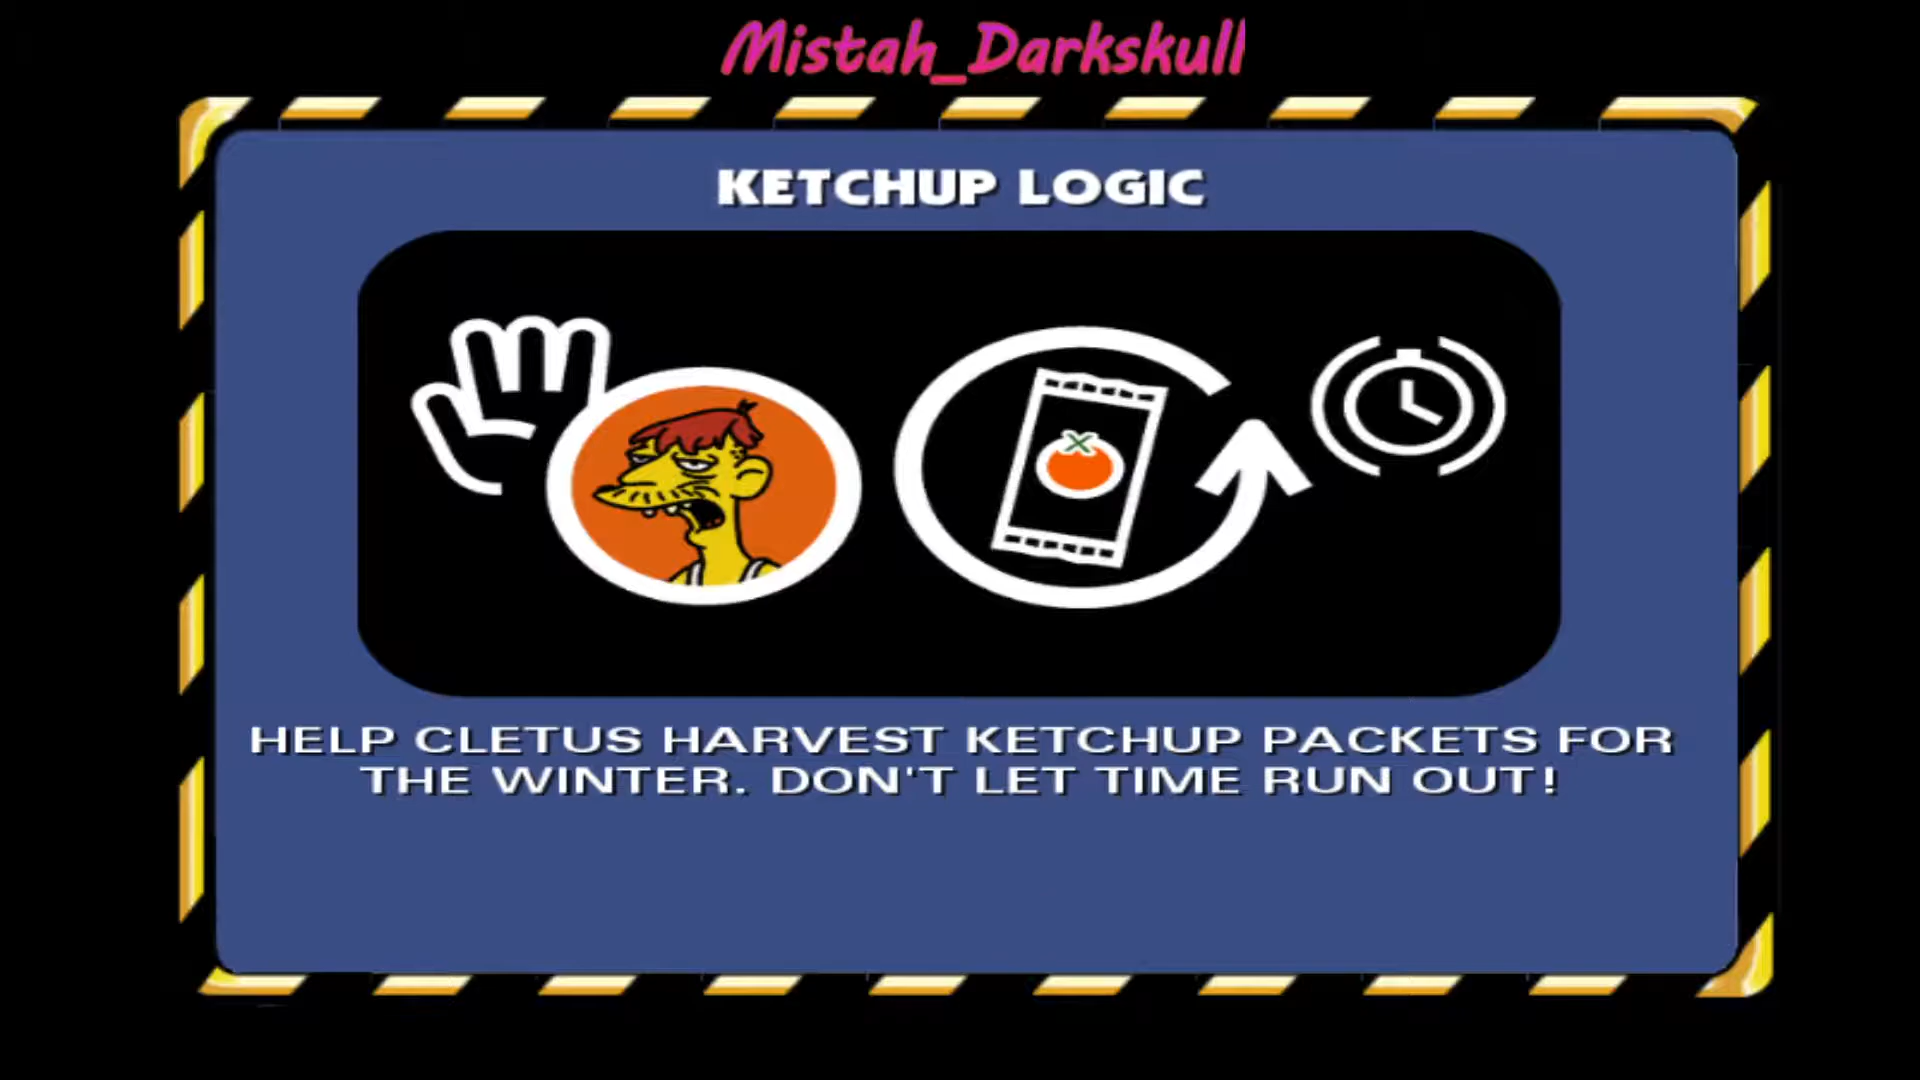 Mistah_Darkskull
KETCHUP LOGIC
HELP CLETUS HARVEST KETCHUP PACKETS FOR
THE WINTER. DON'T LET TIME RUN OUT!